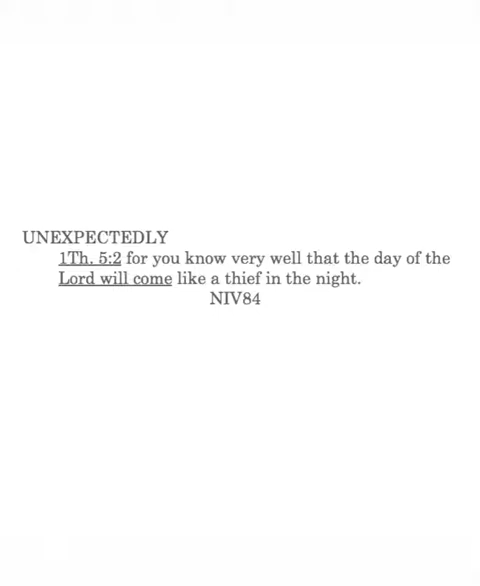 UNEXPECTEDLY
1Th. 5:2 for you know very well that the day of the
Lord will come like a thief in the night.
NIV84